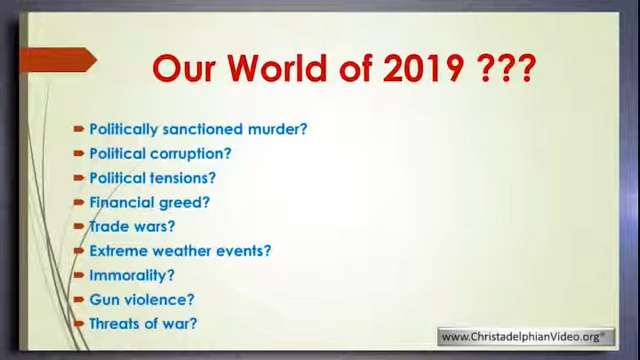 Our World of 2019 ???
Politically sanctioned murder?
Political corruption?
Political tensions?
Financial greed?
Trade wars?
Extreme weather events?
Immorality?
Gun violence?
Threats of war?
www.ChristadelphianVideo.org®